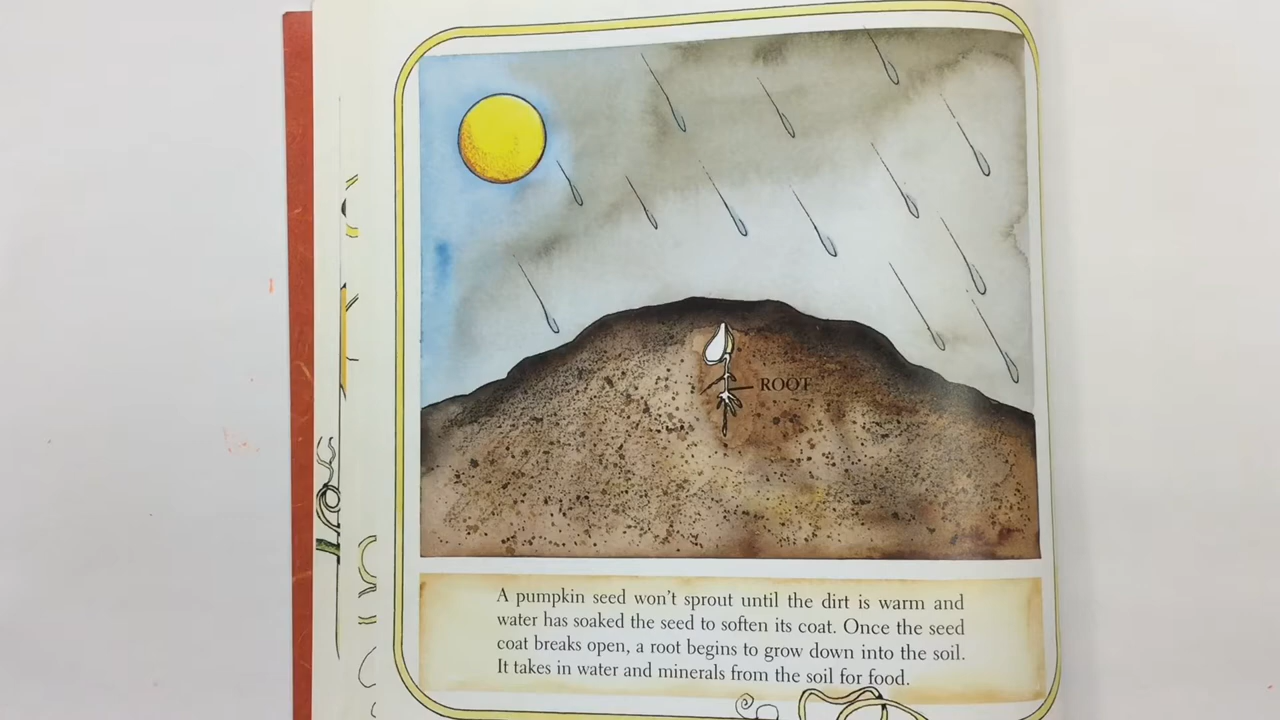 ROOT
A pumpkin seed won't sprout until the dirt is warm and
water has soaked the seed to soften its coat. Once the seed
coat breaks open, a root begins to grow down into the soil.
It takes in water and minerals from the soil for food.